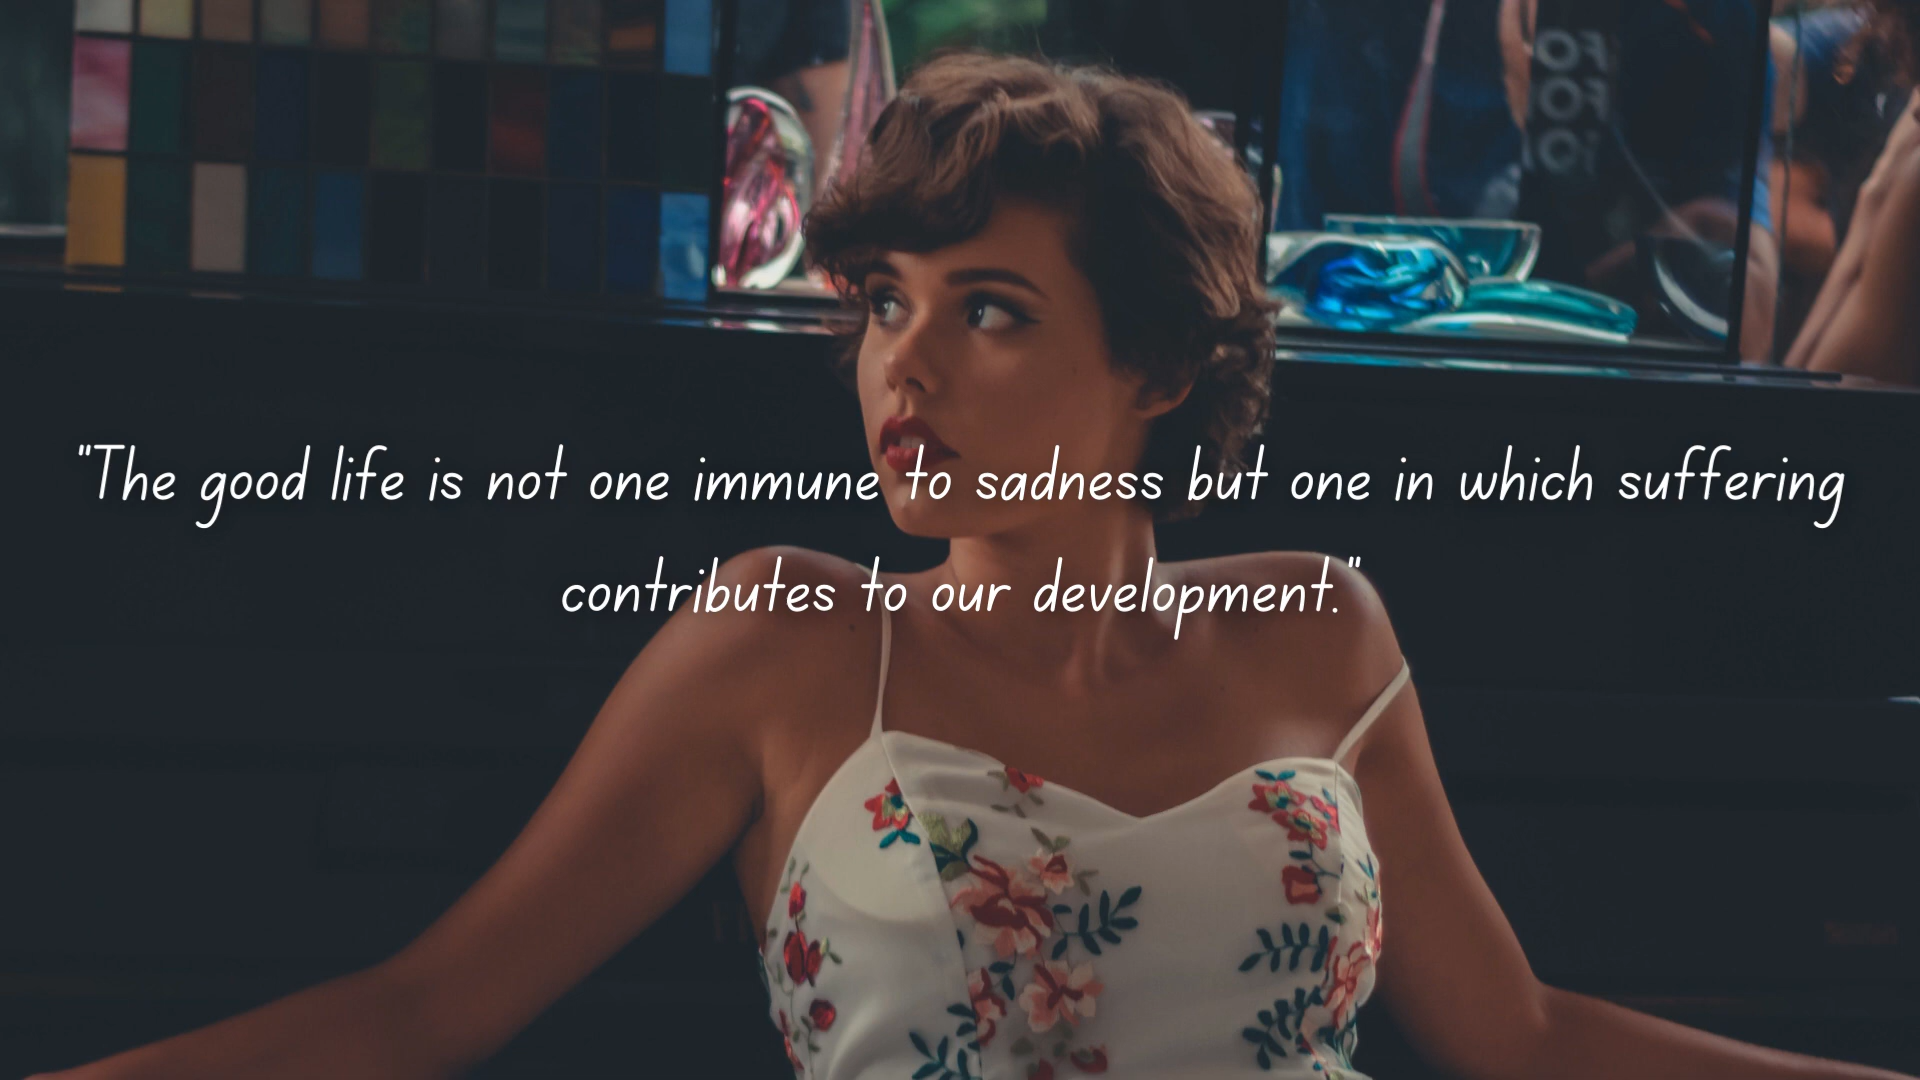 "The good life is not one immune to sadness but one in which suffering
contributes to our development."